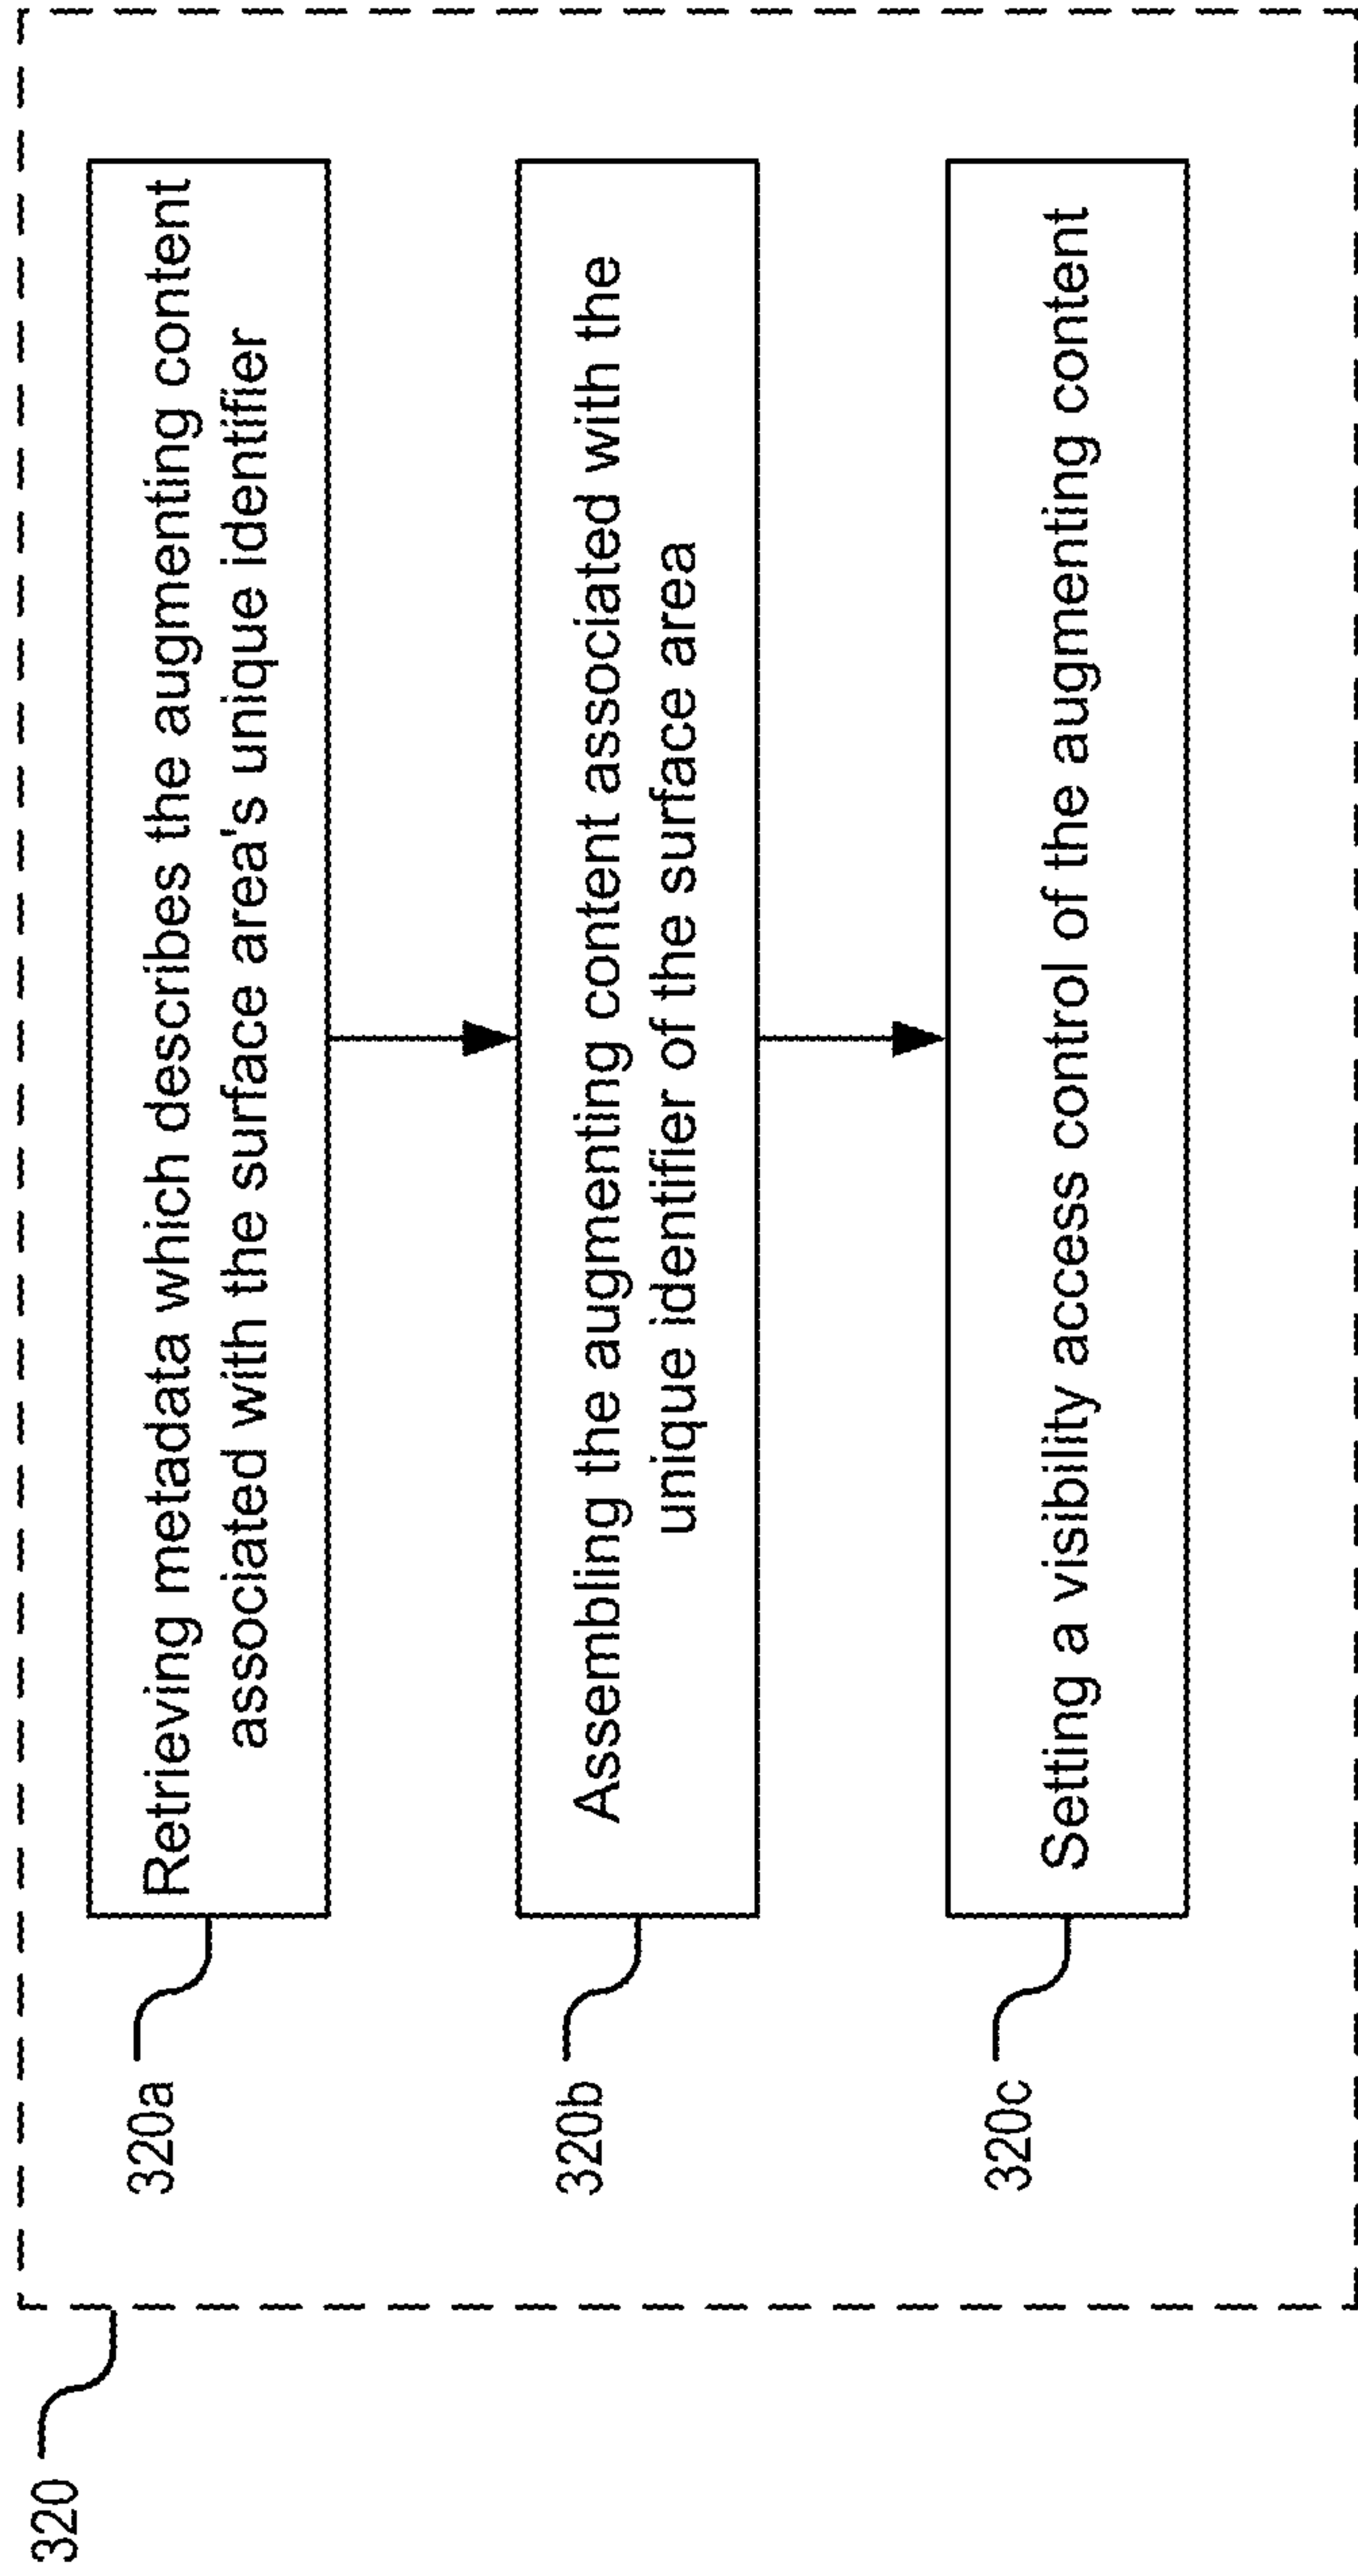 320
320a
Retrieving metadata which describes the augmenting content
associated with the surface area's unique identifier
320b
Assembling the augmenting content associated with the
unique identifier of the surface area
320c
Setting a visibility access control of the augmenting content